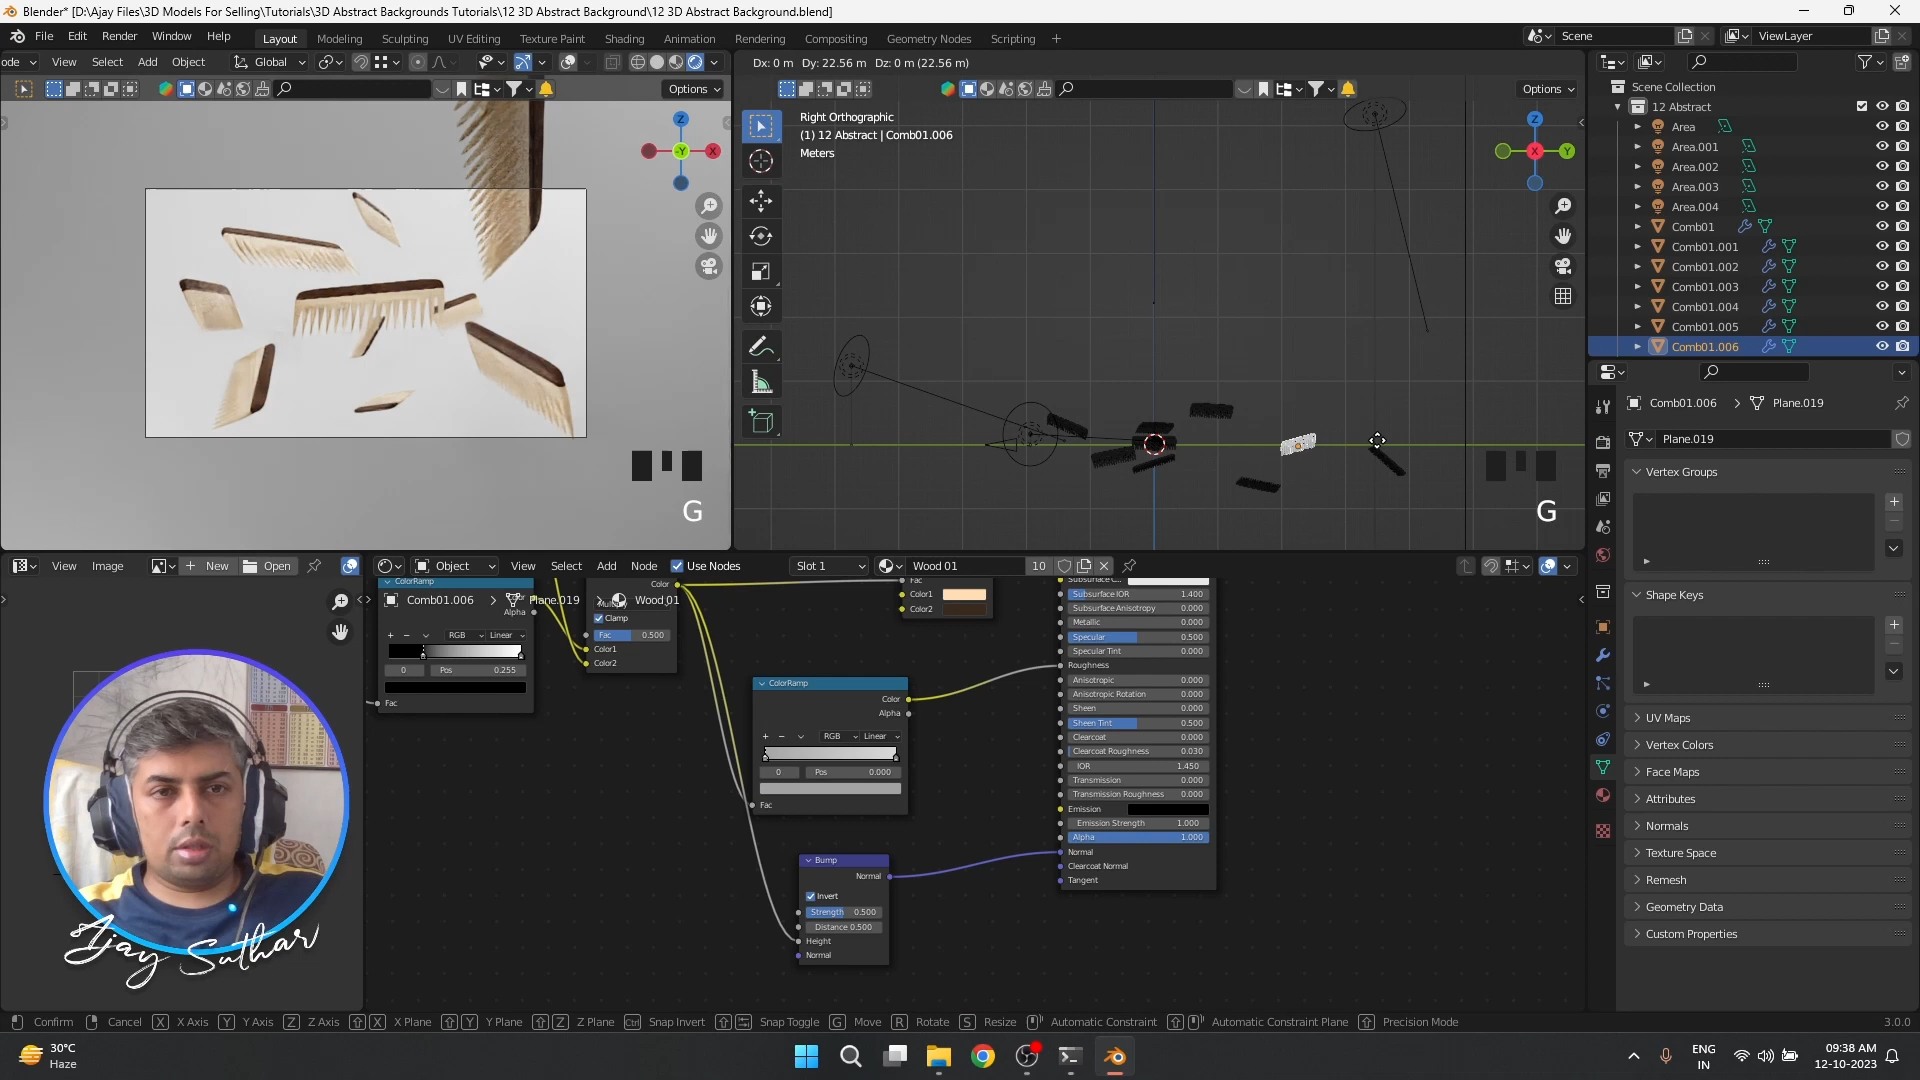 Blender* [D:\Ajay Files\3D Models For Selling\Tutorials\3D Abstract Backgrounds Tutorials\12 3D Abstract Background\12 3D Abstract Background.blend]
File Edit Render Window Help Layout Modeling Sculpting UV Editing Texture Paint Shading Animation Rendering Compositing Geometry Nodes Scripting + Scene ViewLayer
ode View Select Add Object Global Dx: 0 m Dy: 22.56 m Dz: 0 m (22.56 m)
Options Options
Scene Collection
12 Abstract
Area
Area.001
Area.002
Area.003
Area.004
Comb01
Comb01.001
Comb01.002
Comb01.003
Comb01.004
Comb01.005
Comb01.006
Z
-Y
X
G
Right Orthographic
(1) 12 Abstract | Comb01.006
Meters
Z
X
Y
G
Comb01.006 > Plane.019
Plane.019
Vertex Groups
Shape Keys
UV Maps
Vertex Colors
Face Maps
Attributes
Normals
Texture Space
Remesh
Geometry Data
Custom Properties
View Image + New Open Object View Select Add Node Use Nodes Slot 1 Wood 01 10
Comb01.006 > Plane.019 > Wood 01
ColorRamp
Alpha
RGB Linear
0 Pos 0.255
Fac
Color
Multiply
Clamp
Fac 0.500
Color1
Color2
Fac
Color1
Color2
ColorRamp
Color
Alpha
RGB Linear
0 Pos 0.000
Fac
Bump
Normal
Invert
Strength 0.500
Distance 0.500
Height
Normal
Subsurface C...
Subsurface IOR 1.400
Subsurface Anisotropy 0.000
Metallic 0.000
Specular 0.500
Specular Tint 0.000
Roughness
Anisotropic 0.000
Anisotropic Rotation 0.000
Sheen 0.000
Sheen Tint 0.500
Clearcoat 0.000
Clearcoat Roughness 0.030
IOR 1.450
Transmission 0.000
Transmission Roughness 0.000
Emission
Emission Strength 1.000
Alpha 1.000
Normal
Clearcoat Normal
Tangent
Ajay Suthar
Confirm Cancel X X Axis Y Y Axis Z Z Axis X X Plane Y Y Plane Z Z Plane Ctrl Snap Invert Snap Toggle G Move R Rotate S Resize Automatic Constraint Automatic Constraint Plane Precision Mode 3.0.0
30°C
Haze
ENG
IN
09:38 AM
12-10-2023